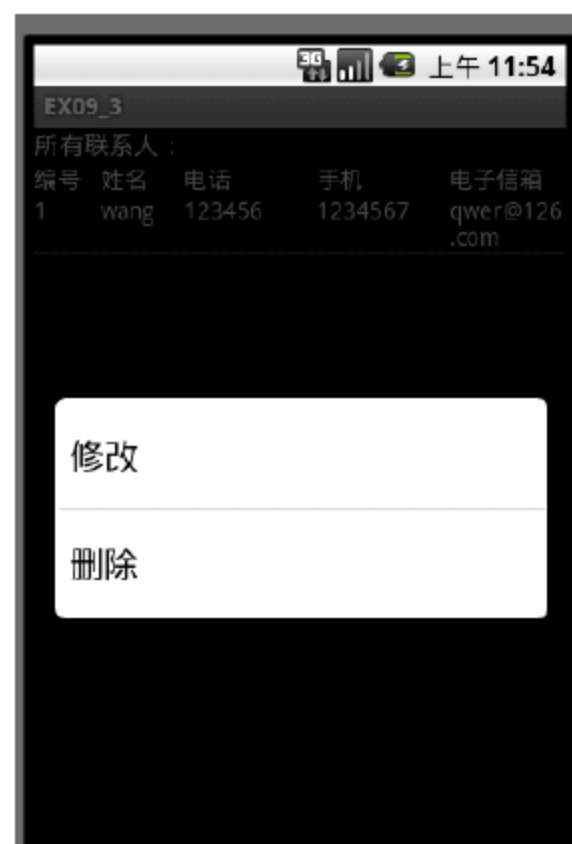 3G 上午 11:54
EX09_3
所有联系人：
编号 姓名 电话 手机 电子信箱
1 wang 123456 1234567 qwer@126
.com
修改
删除